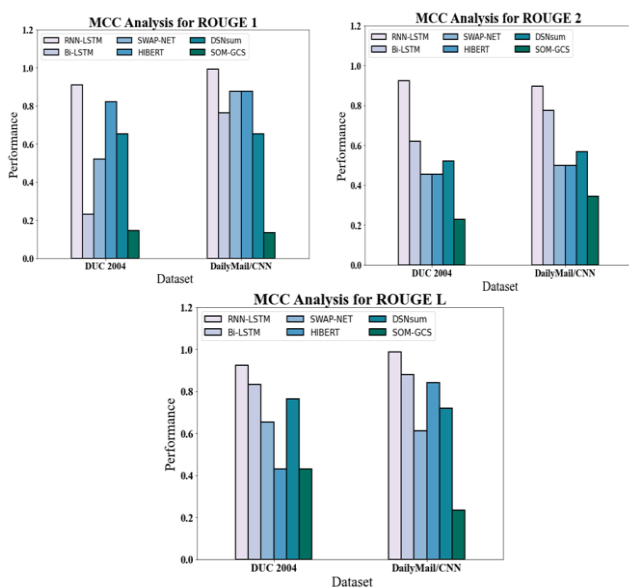 MCC Analysis for ROUGE 1
RNN-LSTM SWAP-NET DSNsum
Bi-LSTM HIBERT SOM-GCS
1.2
1.0
0.8
0.6
0.4
0.2
0.0
Performance
DUC 2004 DailyMail/CNN
Dataset
MCC Analysis for ROUGE 2
RNN-LSTM SWAP-NET DSNsum
Bi-LSTM HIBERT SOM-GCS
1.2
1.0
0.8
0.6
0.4
0.2
0.0
Performance
DUC 2004 DailyMail/CNN
Dataset
MCC Analysis for ROUGE L
RNN-LSTM SWAP-NET DSNsum
Bi-LSTM HIBERT SOM-GCS
1.2
1.0
0.8
0.6
0.4
0.2
0.0
Performance
DUC 2004 DailyMail/CNN
Dataset